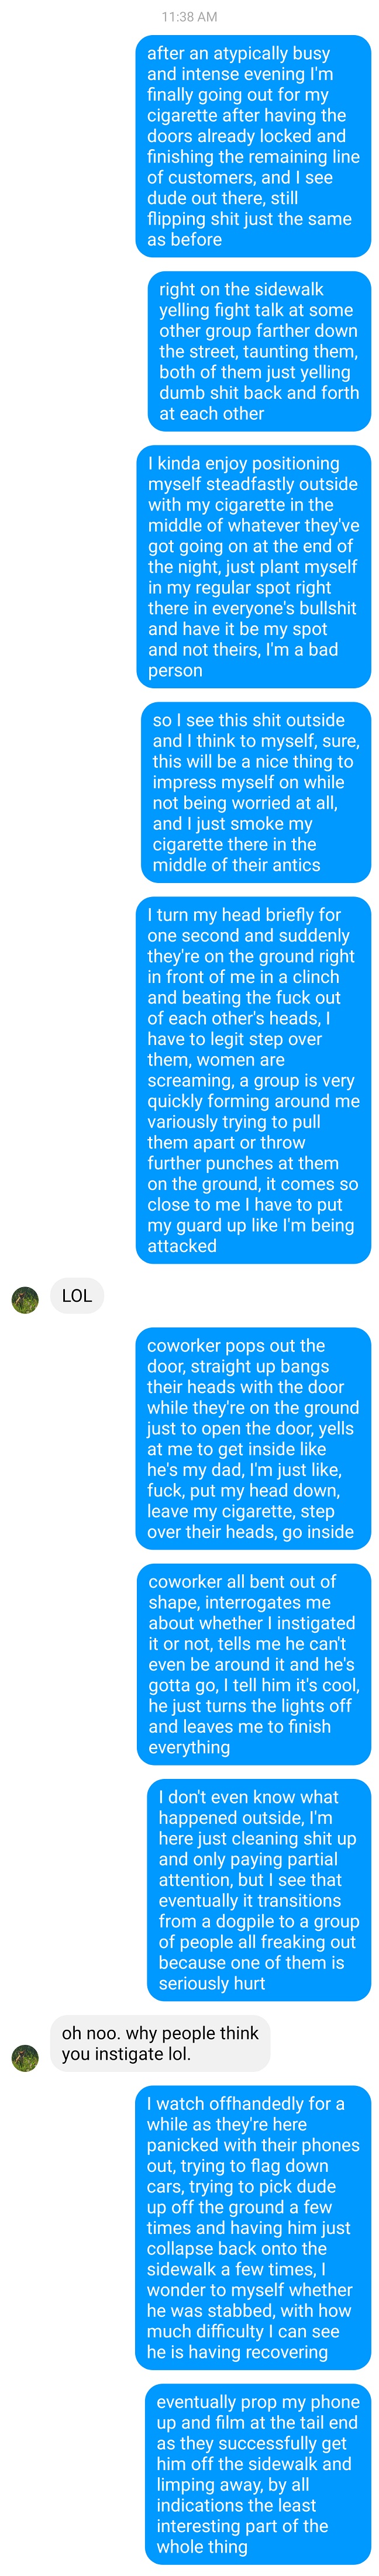 11:38 AM
after an atypically busy
and intense evening I'm
finally going out for my
cigarette after having the
doors already locked and
finishing the remaining line
of customers, and I see
dude out there, still
flipping shit just the same
as before
right on the sidewalk
yelling fight talk at some
other group farther down
the street, taunting them,
both of them just yelling
dumb shit back and forth
at each other
I kinda enjoy positioning
myself steadfastly outside
with my cigarette in the
middle of whatever they've
got going on at the end of
the night, just plant myself
in my regular spot right
there in everyone's bullshit
and have it be my spot
and not theirs, I'm a bad
person
so I see this shit outside
and I think to myself, sure,
this will be a nice thing to
impress myself on while
not being worried at all,
and I just smoke my
cigarette there in the
middle of their antics
I turn my head briefly for
one second and suddenly
they're on the ground right
in front of me in a clinch
and beating the fuck out
of each other's heads, I
have to legit step over
them, women are
screaming, a group is very
quickly forming around me
variously trying to pull
them apart or throw
further punches at them
on the ground, it comes so
close to me I have to put
my guard up like I'm being
attacked
LOL
coworker pops out the
door, straight up bangs
their heads with the door
while they're on the ground
just to open the door, yells
at me to get inside like
he's my dad, I'm just like,
fuck, put my head down,
leave my cigarette, step
over their heads, go inside
coworker all bent out of
shape, interrogates me
about whether I instigated
it or not, tells me he can't
even be around it and he's
gotta go, I tell him it's cool,
he just turns the lights off
and leaves me to finish
everything
I don't even know what
happened outside, I'm
here just cleaning shit up
and only paying partial
attention, but I see that
eventually it transitions
from a dogpile to a group
of people all freaking out
because one of them is
seriously hurt
oh noo. why people think
you instigate lol.
I watch offhandedly for a
while as they're here
panicked with their phones
out, trying to flag down
cars, trying to pick dude
up off the ground a few
times and having him just
collapse back onto the
sidewalk a few times, I
wonder to myself whether
he was stabbed, with how
much difficulty I can see
he is having recovering
eventually prop my phone
up and film at the tail end
as they successfully get
him off the sidewalk and
limping away, by all
indications the least
interesting part of the
whole thing